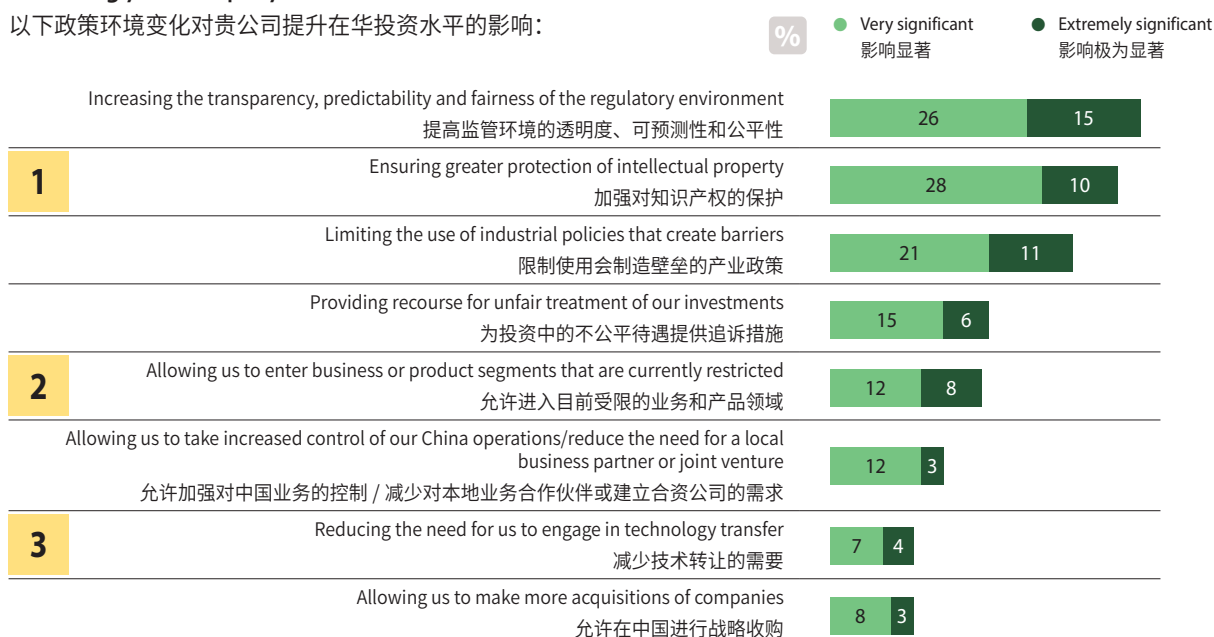 以下政策环境变化对贵公司提升在华投资水平的影响：
%
Very significant
影响显著
Extremely significant
影响极为显著
Increasing the transparency, predictability and fairness of the regulatory environment
提高监管环境的透明度、可预测性和公平性
26 15
1
Ensuring greater protection of intellectual property
加强对知识产权的保护
28 10
Limiting the use of industrial policies that create barriers
限制使用会制造壁垒的产业政策
21 11
Providing recourse for unfair treatment of our investments
为投资中的不公平待遇提供追诉措施
15 6
2
Allowing us to enter business or product segments that are currently restricted
允许进入目前受限的业务和产品领域
12 8
Allowing us to take increased control of our China operations/reduce the need for a local
business partner or joint venture
允许加强对中国业务的控制 / 减少对本地业务合作伙伴或建立合资公司的需求
12 3
3
Reducing the need for us to engage in technology transfer
减少技术转让的需要
7 4
Allowing us to make more acquisitions of companies
允许在中国进行战略收购
8 3